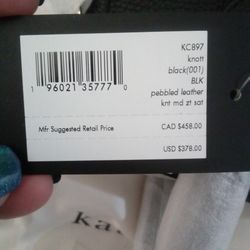 KC897
knott
black(001)
BLK
pebbled leather
knt md zt sat
1 96021 35777 0
Mfr Suggested Retail Price
CAD $458.00
USD $378.00
ka